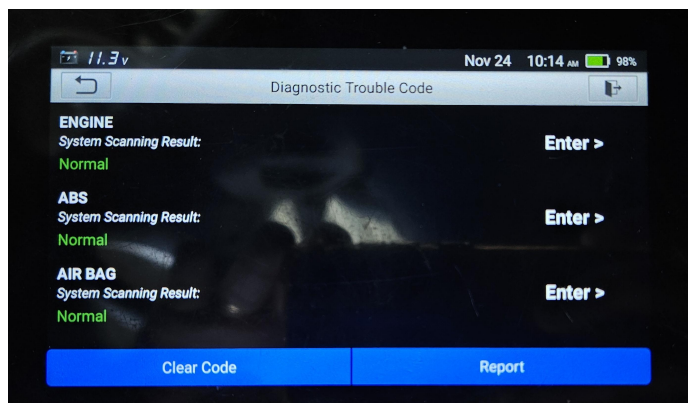 11.3v Nov 24 10:14 AM 98%
Diagnostic Trouble Code
ENGINE
System Scanning Result:
Enter >
Normal
ABS
System Scanning Result:
Enter >
Normal
AIR BAG
System Scanning Result:
Enter >
Normal
Clear Code Report